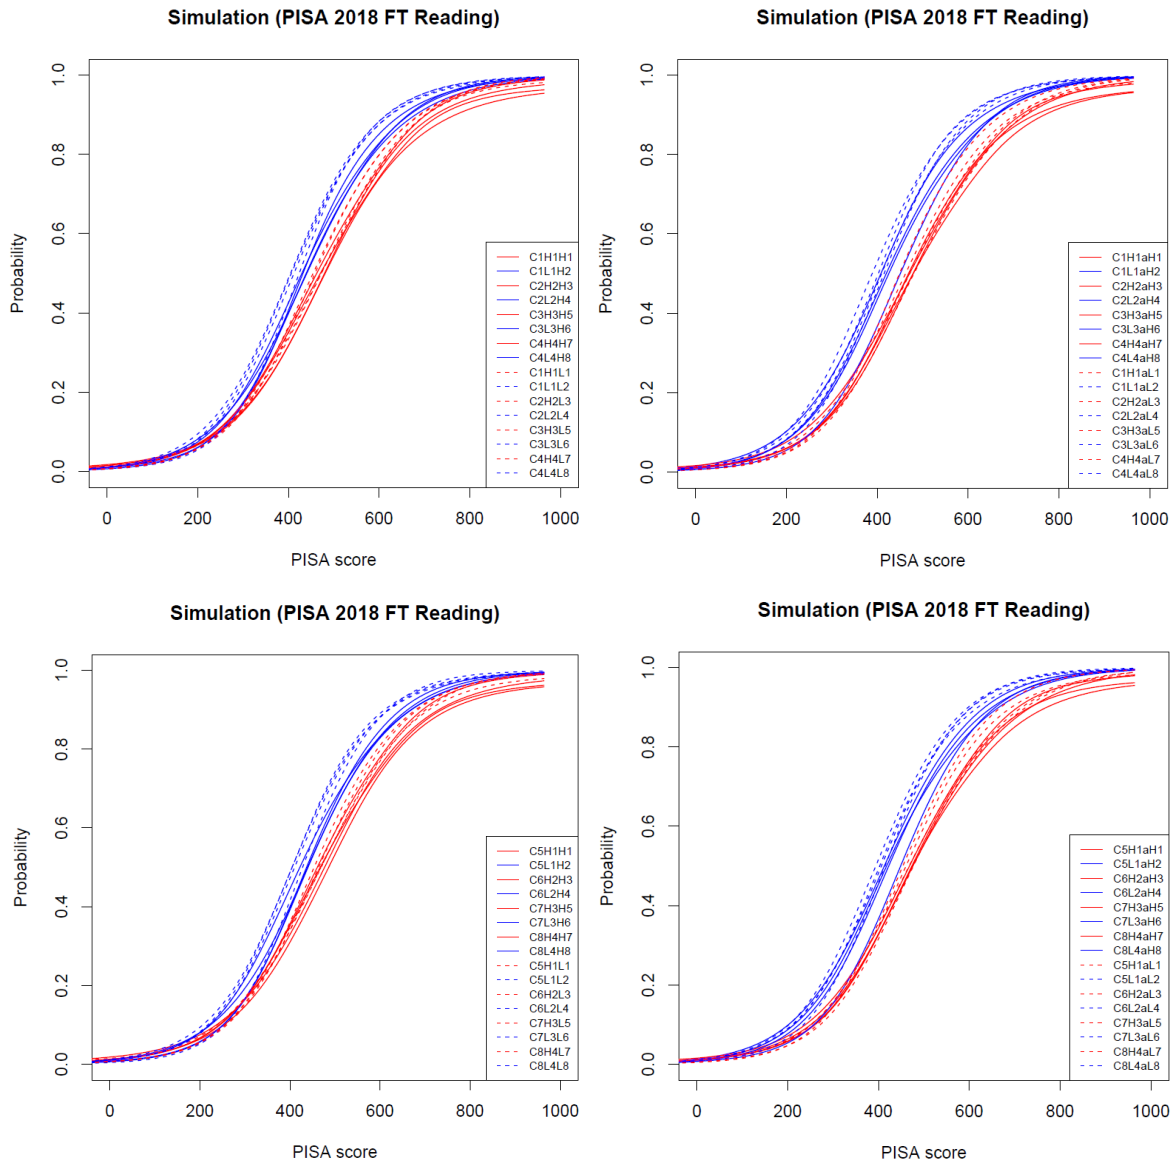 Simulation (PISA 2018 FT Reading)
Probability
1.0
0.8
0.6
0.4
0.2
0.0
C1H1H1
C1L1H2
C2H2H3
C2L2H4
C3H3H5
C3L3H6
C4H4H7
C4L4H8
C1H1L1
C1L1L2
C2H2L3
C2L2L4
C3H3L5
C3L3L6
C4H4L7
C4L4L8
0 200 400 600 800 1000
PISA score
Simulation (PISA 2018 FT Reading)
Probability
1.0
0.8
0.6
0.4
0.2
0.0
C1H1aH1
C1L1aH2
C2H2aH3
C2L2aH4
C3H3aH5
C3L3aH6
C4H4aH7
C4L4aH8
C1H1aL1
C1L1aL2
C2H2aL3
C2L2aL4
C3H3aL5
C3L3aL6
C4H4aL7
C4L4aL8
0 200 400 600 800 1000
PISA score
Simulation (PISA 2018 FT Reading)
Probability
1.0
0.8
0.6
0.4
0.2
0.0
C5H1H1
C5L1H2
C6H2H3
C6L2H4
C7H3H5
C7L3H6
C8H4H7
C8L4H8
C5H1L1
C5L1L2
C6H2L3
C6L2L4
C7H3L5
C7L3L6
C8H4L7
C8L4L8
0 200 400 600 800 1000
PISA score
Simulation (PISA 2018 FT Reading)
Probability
1.0
0.8
0.6
0.4
0.2
0.0
C5H1aH1
C5L1aH2
C6H2aH3
C6L2aH4
C7H3aH5
C7L3aH6
C8H4aH7
C8L4aH8
C5H1aL1
C5L1aL2
C6H2aL3
C6L2aL4
C7H3aL5
C7L3aL6
C8H4aL7
C8L4aL8
0 200 400 600 800 1000
PISA score